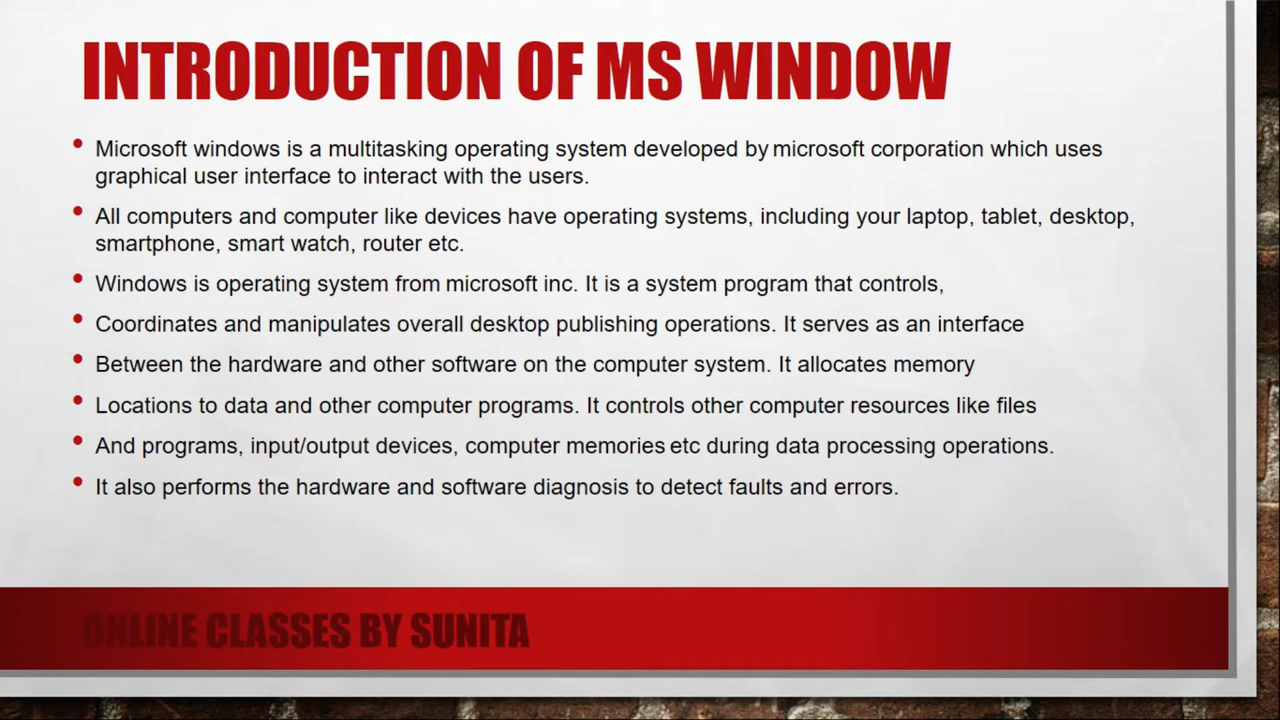 INTRODUCTION OF MS WINDOW
• Microsoft windows is a multitasking operating system developed by microsoft corporation which uses
graphical user interface to interact with the users.
• All computers and computer like devices have operating systems, including your laptop, tablet, desktop,
smartphone, smart watch, router etc.
• Windows is operating system from microsoft inc. It is a system program that controls,
• Coordinates and manipulates overall desktop publishing operations. It serves as an interface
• Between the hardware and other software on the computer system. It allocates memory
• Locations to data and other computer programs. It controls other computer resources like files
• And programs, input/output devices, computer memories etc during data processing operations.
• It also performs the hardware and software diagnosis to detect faults and errors.
ONLINE CLASSES BY SUNITA